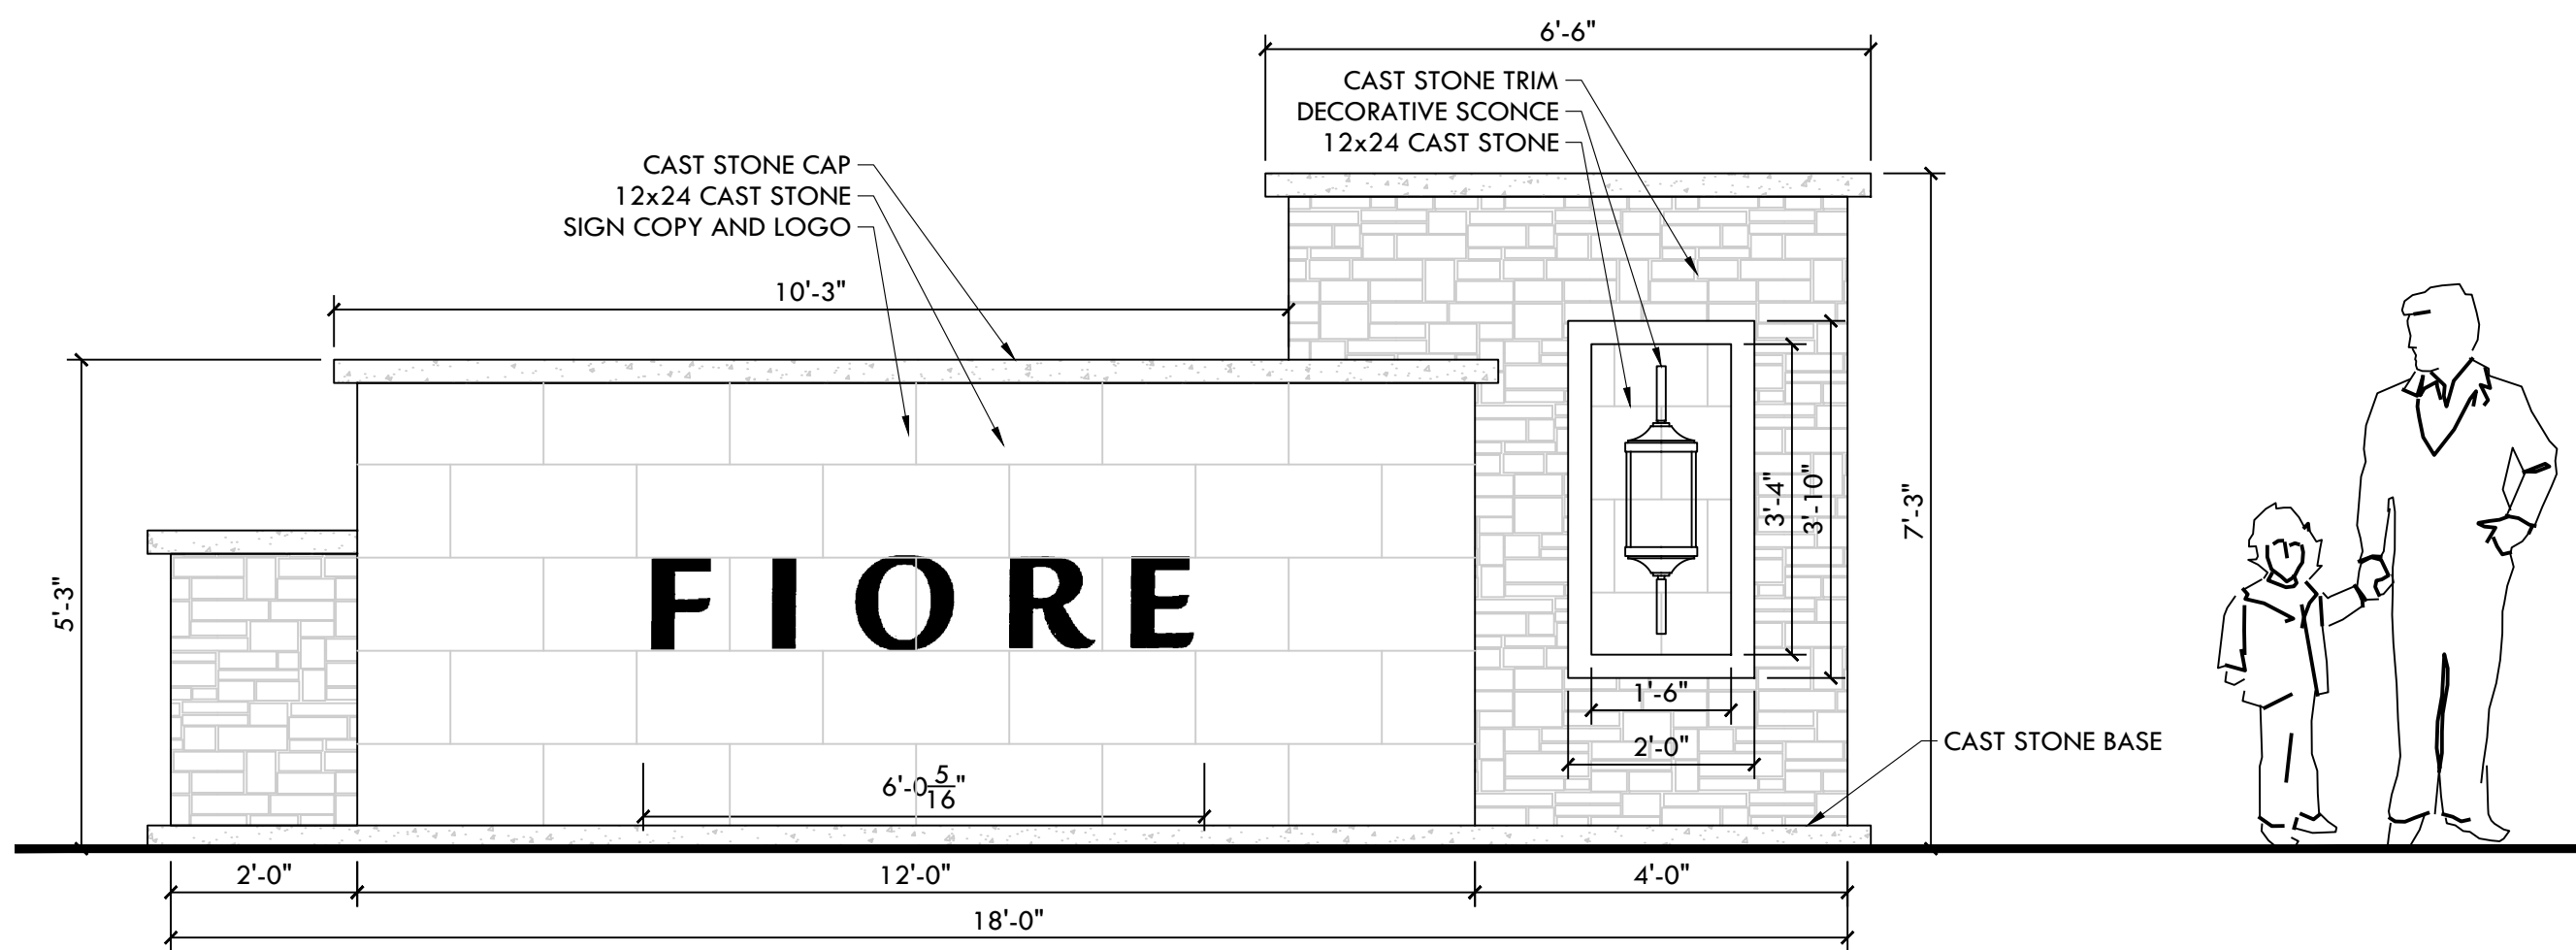 6'-6"
CAST STONE TRIM
DECORATIVE SCONCE
12x24 CAST STONE
CAST STONE CAP
12x24 CAST STONE
SIGN COPY AND LOGO
10'-3"
5'-3"
FIORE
3'-4"
3'-10"
7'-3"
1'-6"
2'-0"
CAST STONE BASE
6'-0 5/16"
2'-0"
12'-0"
4'-0"
18'-0"